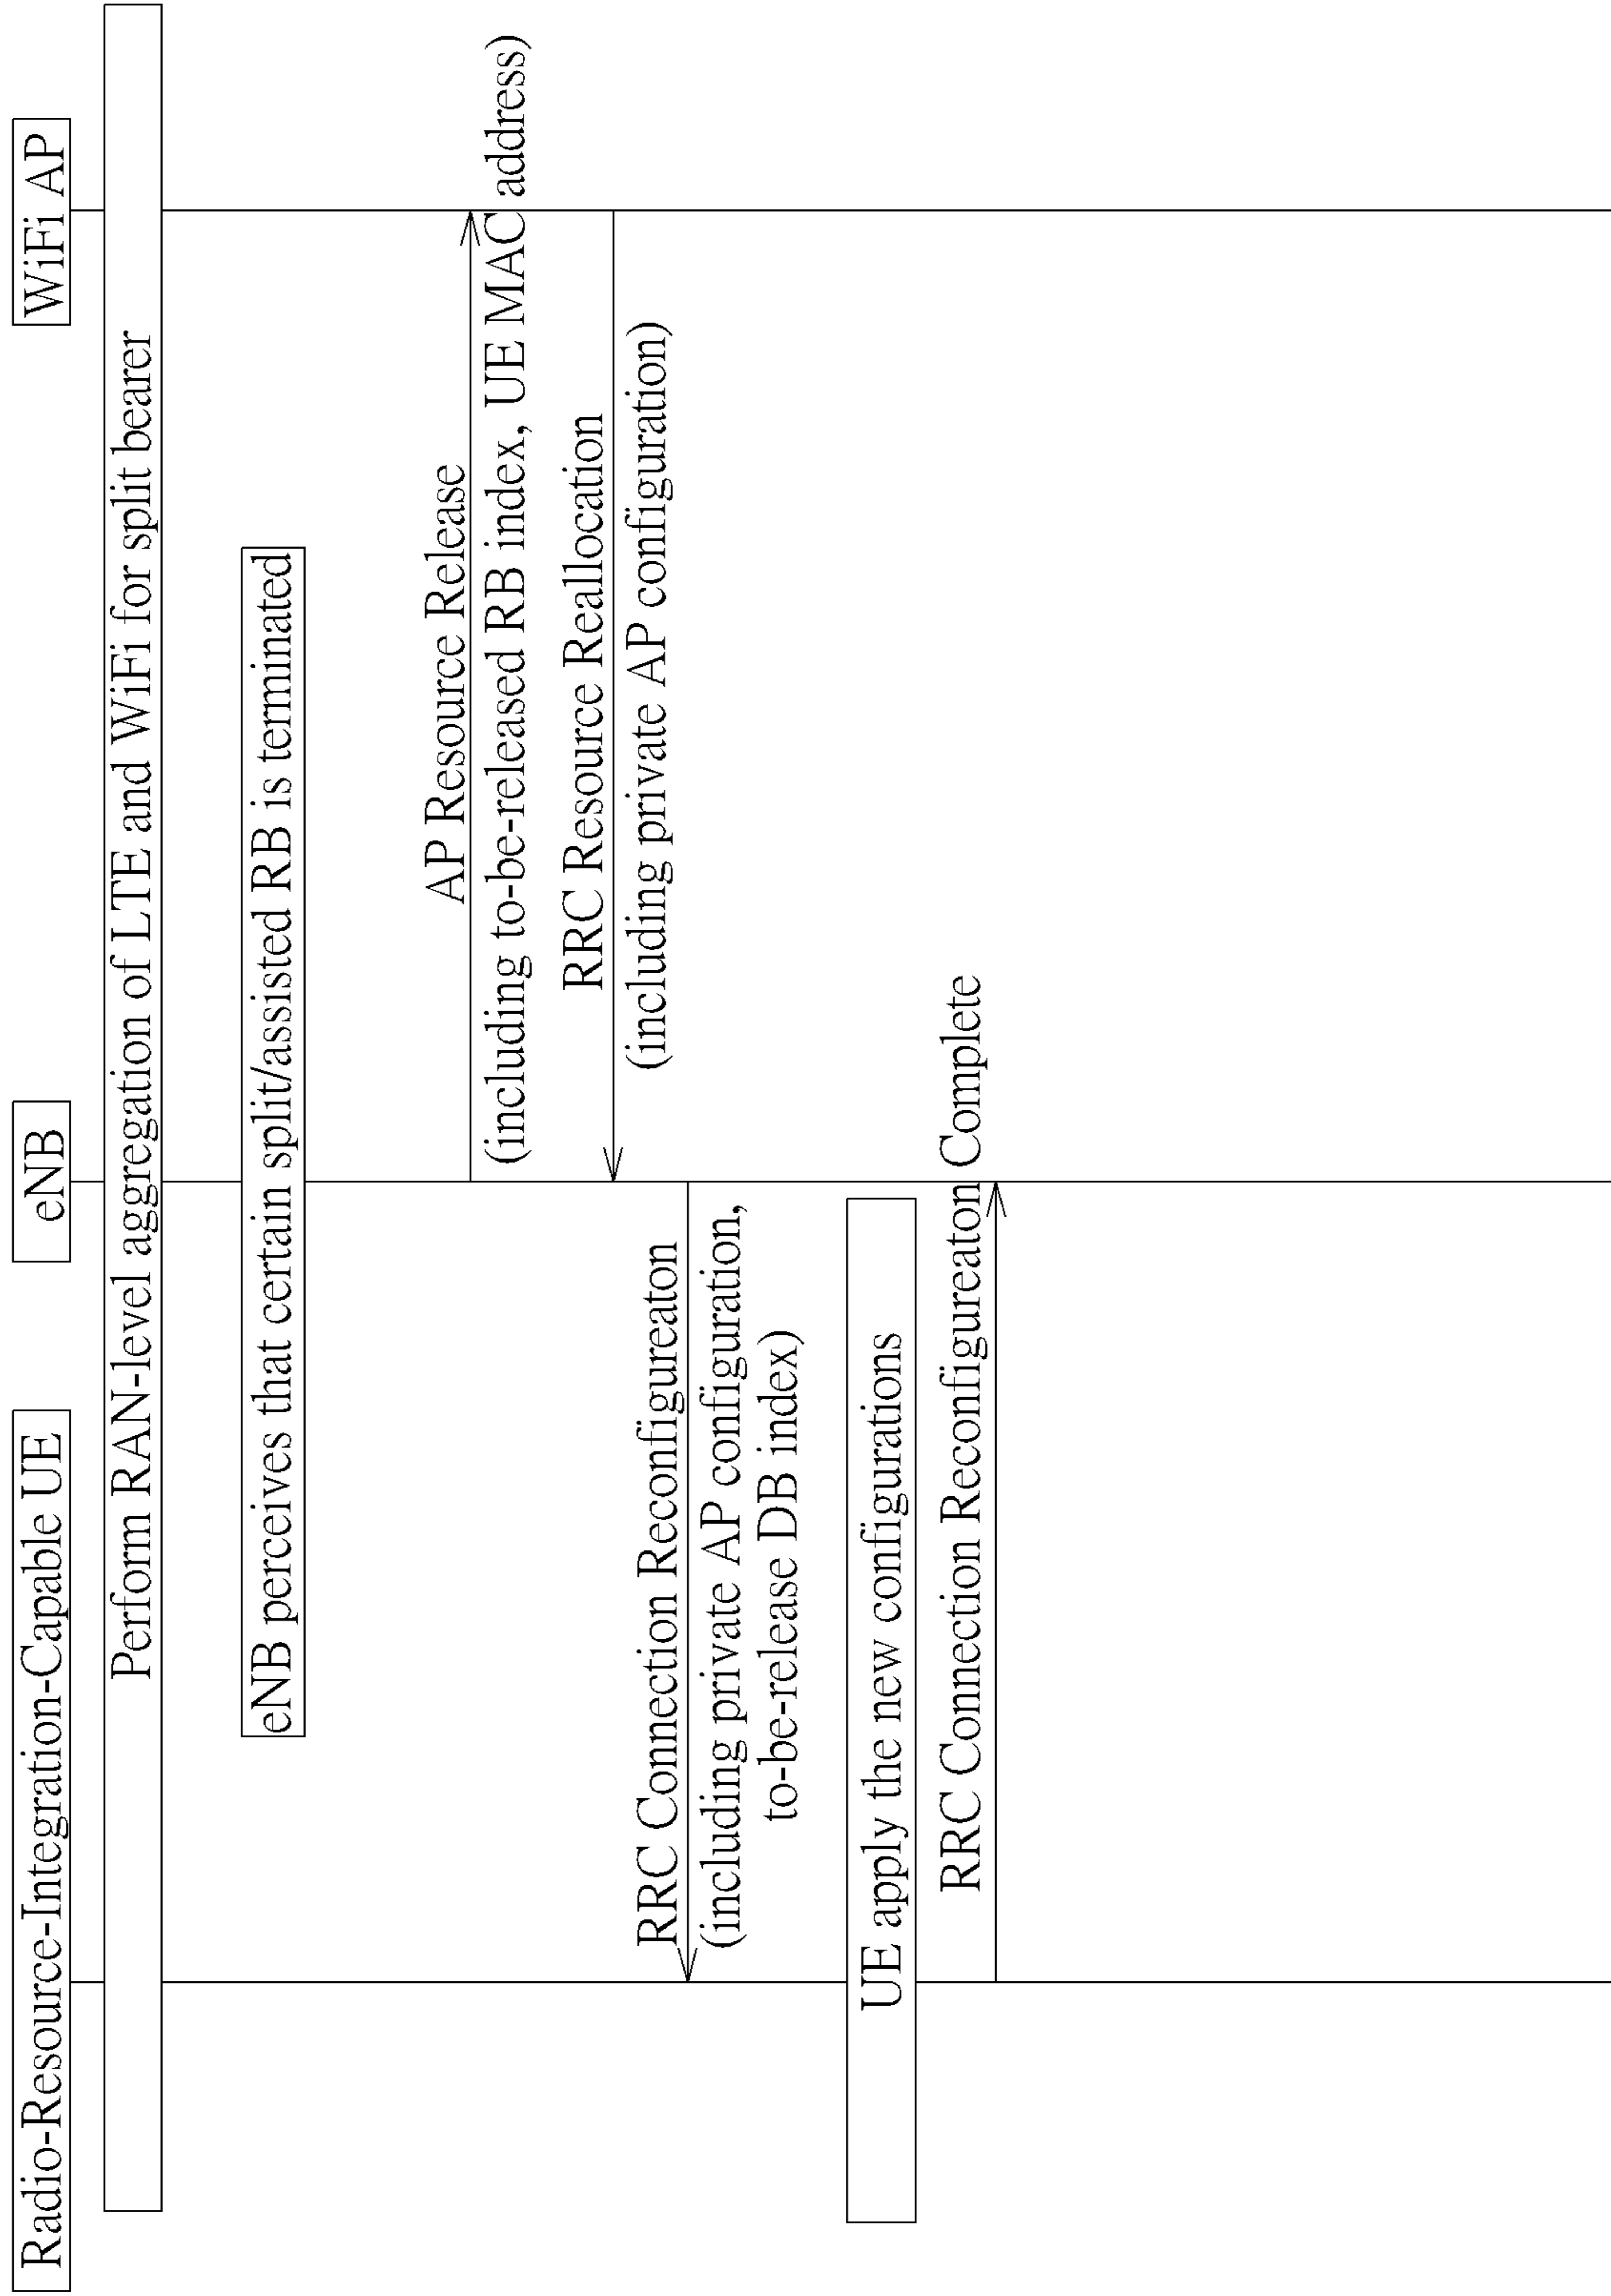 Radio-Resource-Integration-Capable UE
eNB
WiFi AP
Perform RAN-level aggregation of LTE and WiFi for split bearer
eNB perceives that certain split/assisted RB is terminated
AP Resource Release
(including to-be-released RB index, UE MAC address)
RRC Resource Reallocation
(including private AP configuration)
RRC Connection Reconfigureaton
(including private AP configuration,
to-be-release DB index)
UE apply the new configurations
RRC Connection Reconfigureaton Complete